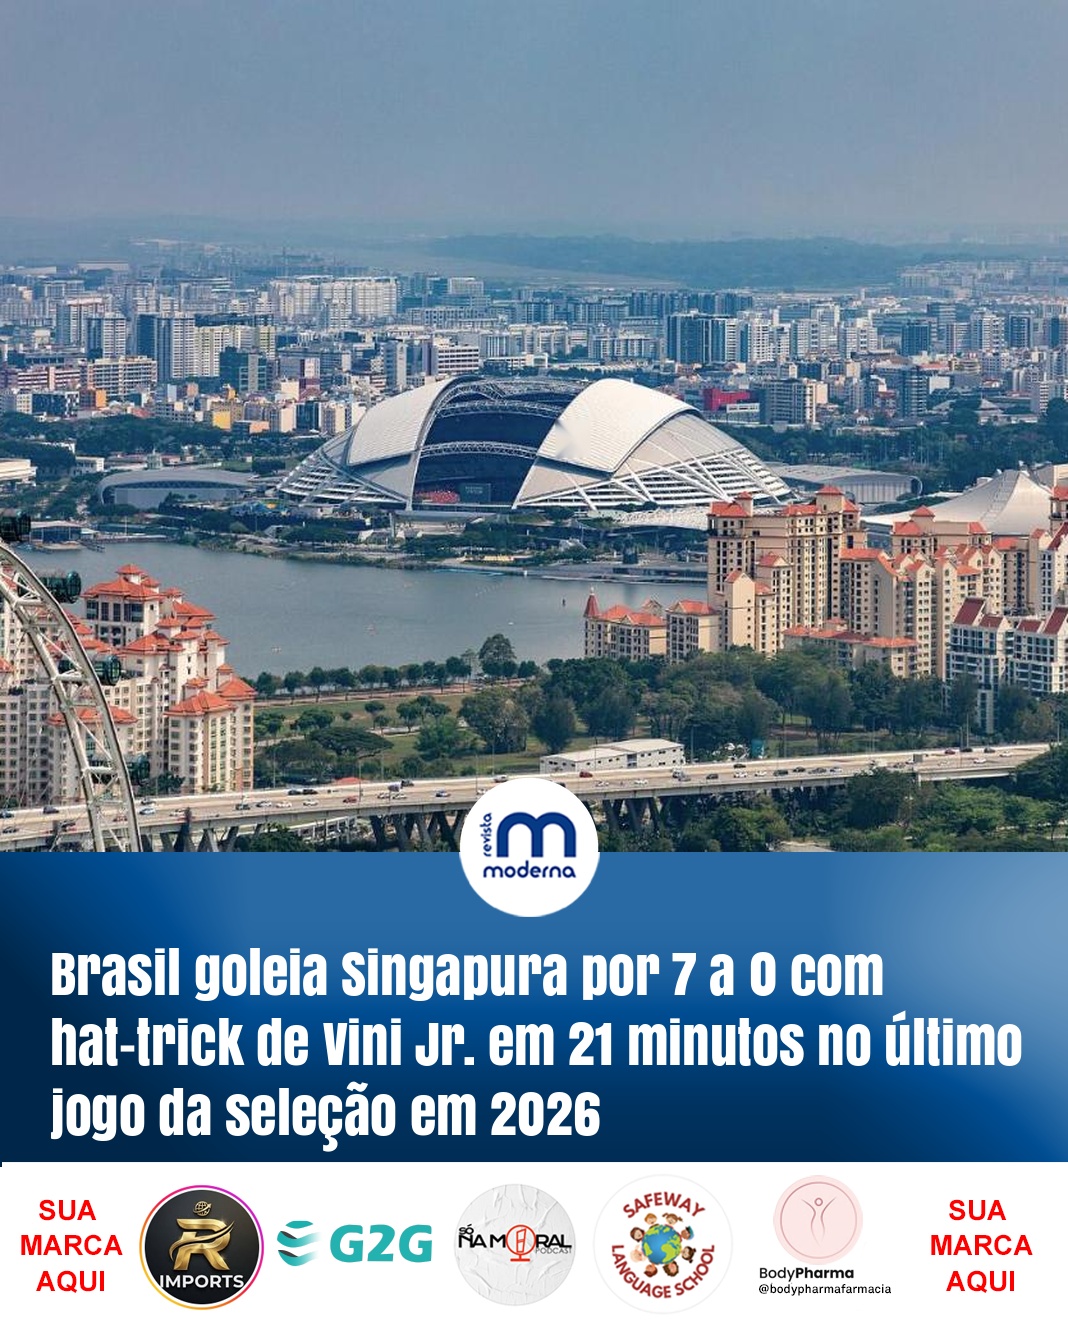 revista
m
moderna
Brasil goleia Singapura por 7 a 0 com
hat-trick de Vini Jr. em 21 minutos no último
jogo da seleção em 2026
SUA
MARCA
AQUI
R
IMPORTS
G2G
SÓ
NA MORAL
PODCAST
SAFEWAY
LANGUAGE SCHOOL
BodyPharma
@bodypharmafarmacia
SUA
MARCA
AQUI